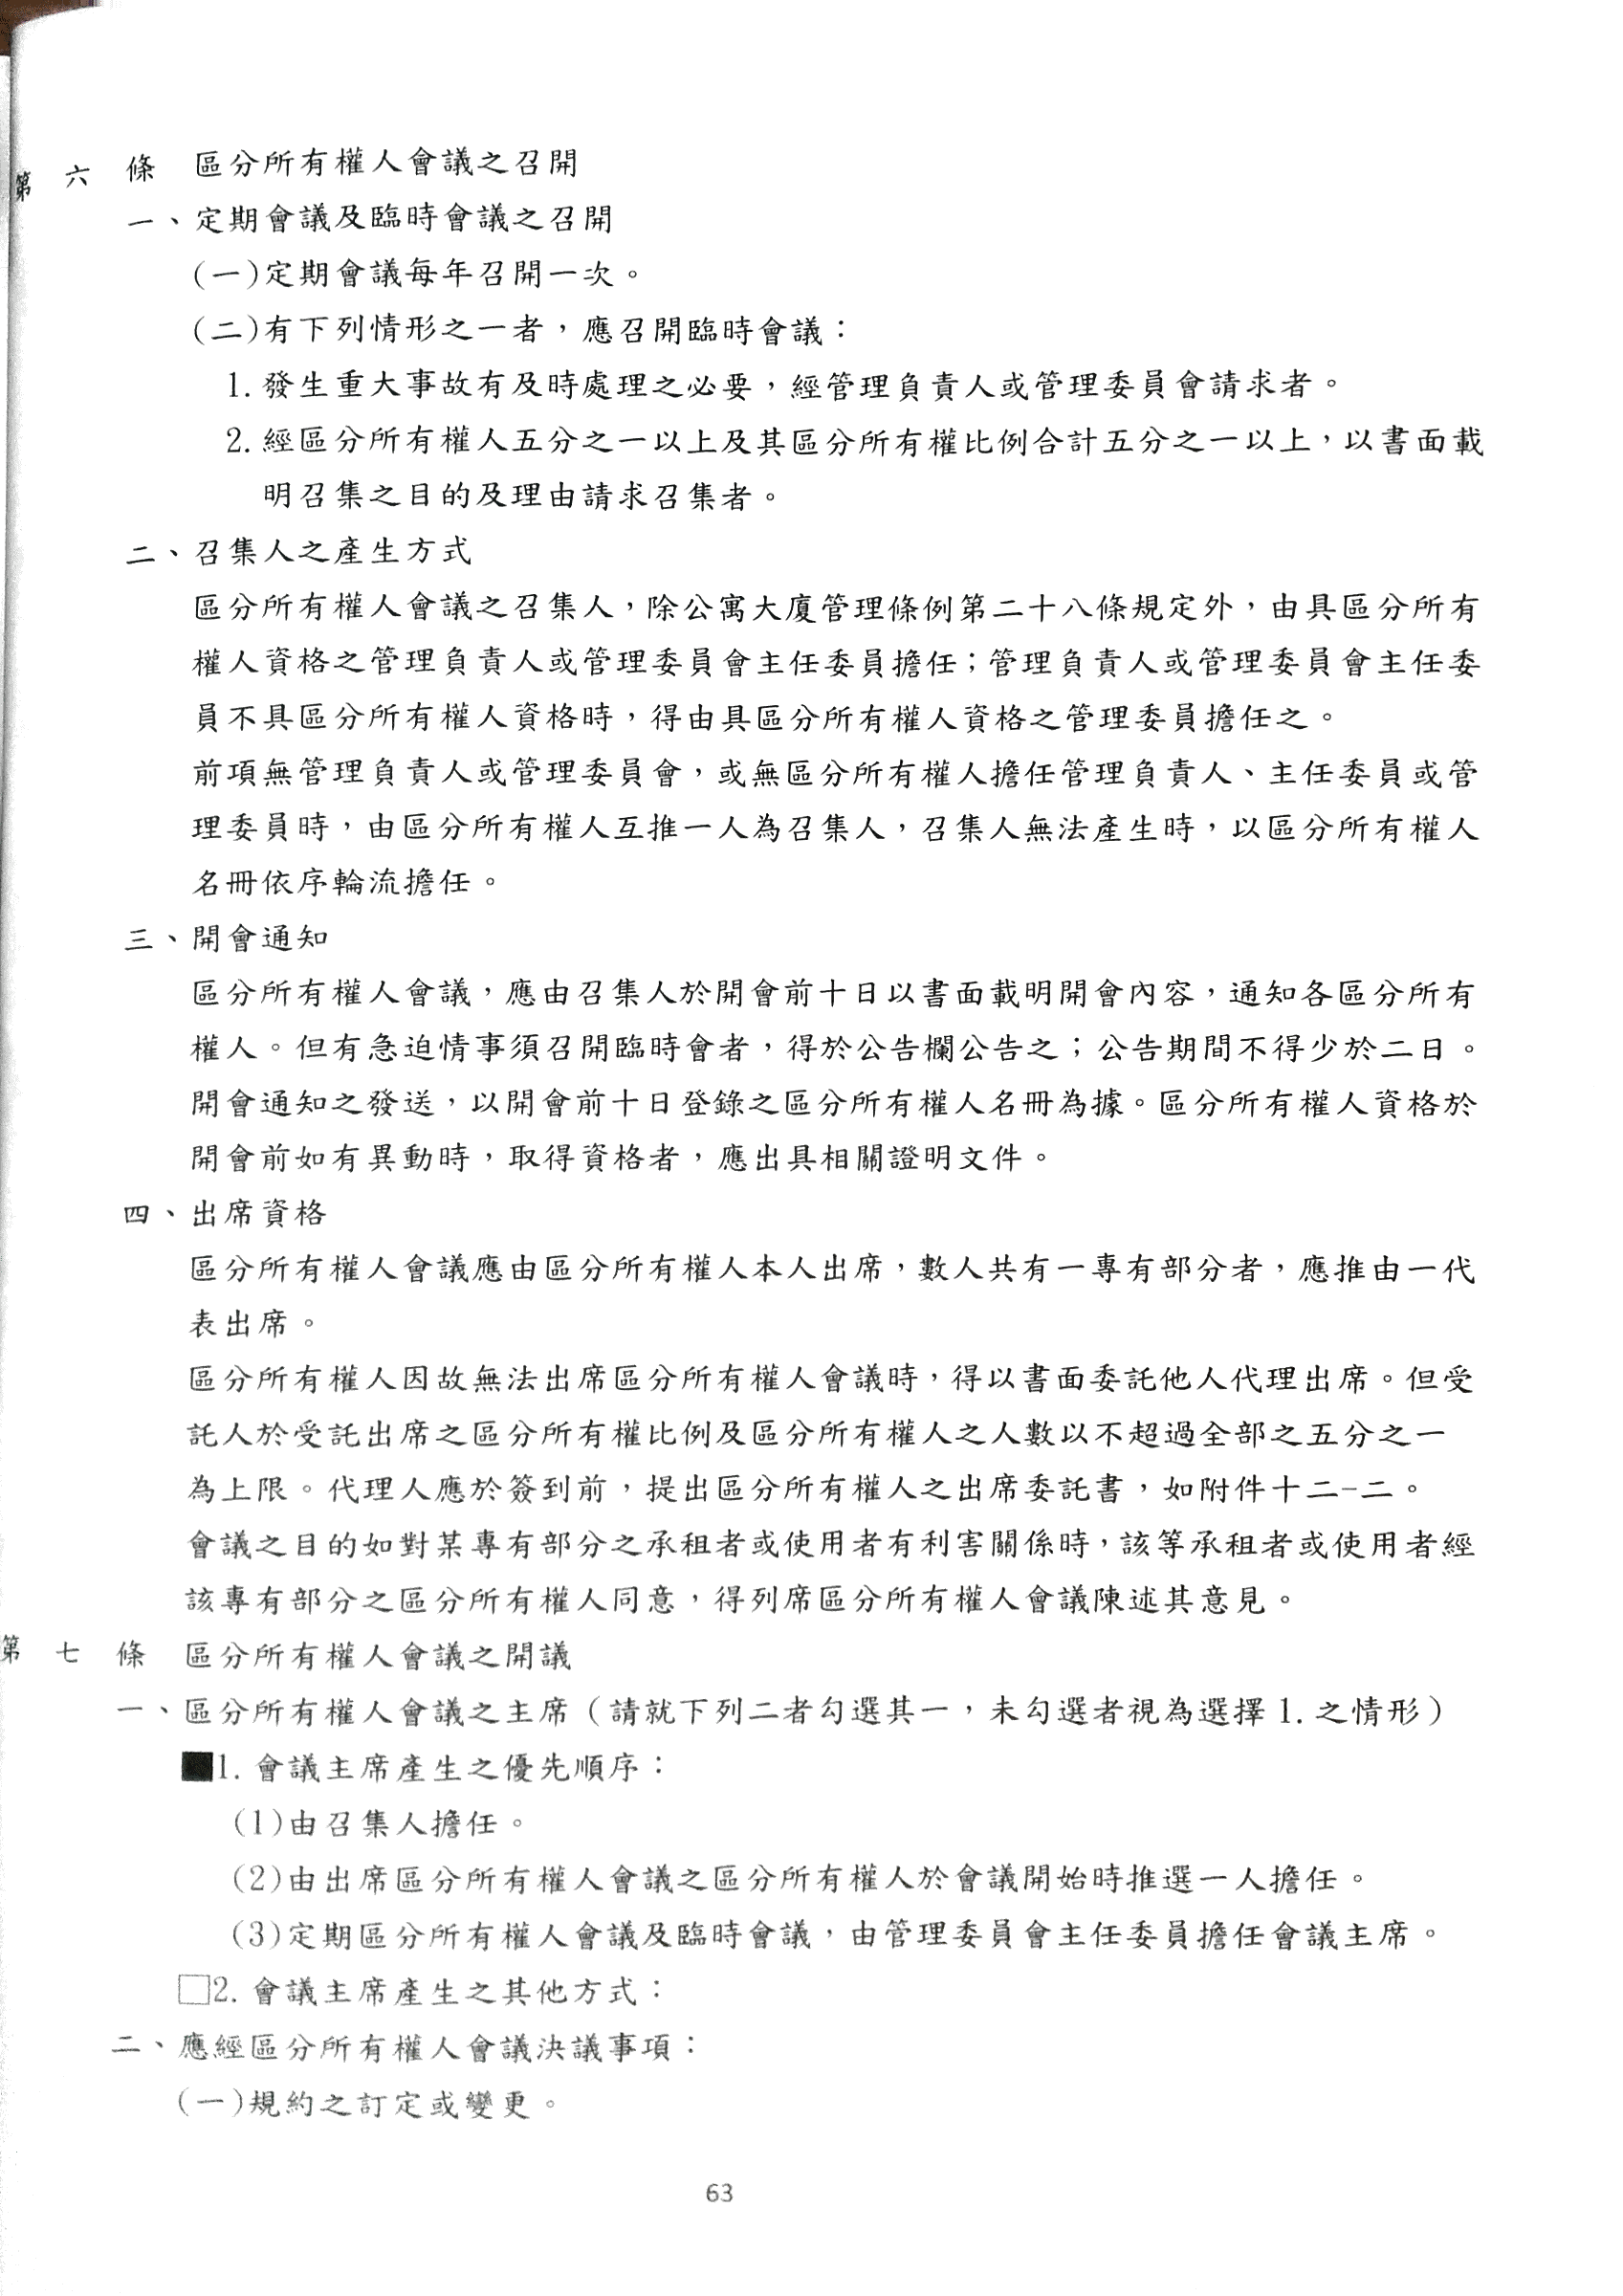 第六條 區分所有權人會議之召開
一、定期會議及臨時會議之召開
(一)定期會議每年召開一次。
(二)有下列情形之一者，應召開臨時會議：
1.發生重大事故有及時處理之必要，經管理負責人或管理委員會請求者。
2.經區分所有權人五分之一以上及其區分所有權比例合計五分之一以上，以書面載
明召集之目的及理由請求召集者。
二、召集人之產生方式
區分所有權人會議之召集人，除公寓大廈管理條例第二十八條規定外，由具區分所有
權人資格之管理負責人或管理委員會主任委員擔任；管理負責人或管理委員會主任委
員不具區分所有權人資格時，得由具區分所有權人資格之管理委員擔任之。
前項無管理負責人或管理委員會，或無區分所有權人擔任管理負責人、主任委員或管
理委員時，由區分所有權人互推一人為召集人，召集人無法產生時，以區分所有權人
名冊依序輪流擔任。
三、開會通知
區分所有權人會議，應由召集人於開會前十日以書面載明開會內容，通知各區分所有
權人。但有急迫情事須召開臨時會者，得於公告欄公告之；公告期間不得少於二日。
開會通知之發送，以開會前十日登錄之區分所有權人名冊為據。區分所有權人資格於
開會前如有異動時，取得資格者，應出具相關證明文件。
四、出席資格
區分所有權人會議應由區分所有權人本人出席，數人共有一專有部分者，應推由一代
表出席。
區分所有權人因故無法出席區分所有權人會議時，得以書面委託他人代理出席。但受
託人於受託出席之區分所有權比例及區分所有權人之人數以不超過全部之五分之一
為上限。代理人應於簽到前，提出區分所有權人之出席委託書，如附件十二-二。
會議之目的如對某專有部分之承租者或使用者有利害關係時，該等承租者或使用者經
該專有部分之區分所有權人同意，得列席區分所有權人會議陳述其意見。
第七條 區分所有權人會議之開議
一、區分所有權人會議之主席（請就下列二者勾選其一，未勾選者視為選擇1.之情形）
■1.會議主席產生之優先順序：
(1)由召集人擔任。
(2)由出席區分所有權人會議之區分所有權人於會議開始時推選一人擔任。
(3)定期區分所有權人會議及臨時會議，由管理委員會主任委員擔任會議主席。
□2.會議主席產生之其他方式：
二、應經區分所有權人會議決議事項：
(一)規約之訂定或變更。
63